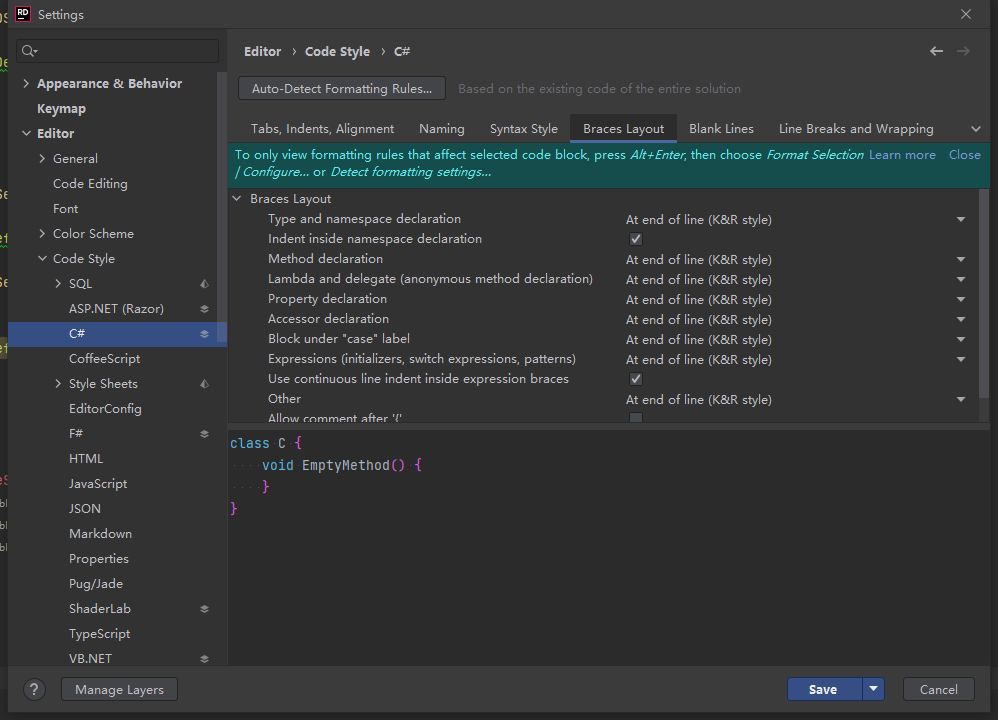 RD Settings
Editor › Code Style › C#
Auto-Detect Formatting Rules... Based on the existing code of the entire solution
Tabs, Indents, Alignment Naming Syntax Style Braces Layout Blank Lines Line Breaks and Wrapping
To only view formatting rules that affect selected code block, press Alt+Enter, then choose Format Selection Learn more Close
| Configure... or Detect formatting settings...
Appearance & Behavior
Keymap
Editor
General
Code Editing
Font
Color Scheme
Code Style
SQL
ASP.NET (Razor)
C#
CoffeeScript
Style Sheets
EditorConfig
F#
HTML
JavaScript
JSON
Markdown
Properties
Pug/Jade
ShaderLab
TypeScript
VB.NET
Braces Layout
Type and namespace declaration At end of line (K&R style)
Indent inside namespace declaration
Method declaration At end of line (K&R style)
Lambda and delegate (anonymous method declaration) At end of line (K&R style)
Property declaration At end of line (K&R style)
Accessor declaration At end of line (K&R style)
Block under "case" label At end of line (K&R style)
Expressions (initializers, switch expressions, patterns) At end of line (K&R style)
Use continuous line indent inside expression braces
Other At end of line (K&R style)
Allow comment after '{'
class C {
void EmptyMethod() {
}
}
? Manage Layers Save Cancel